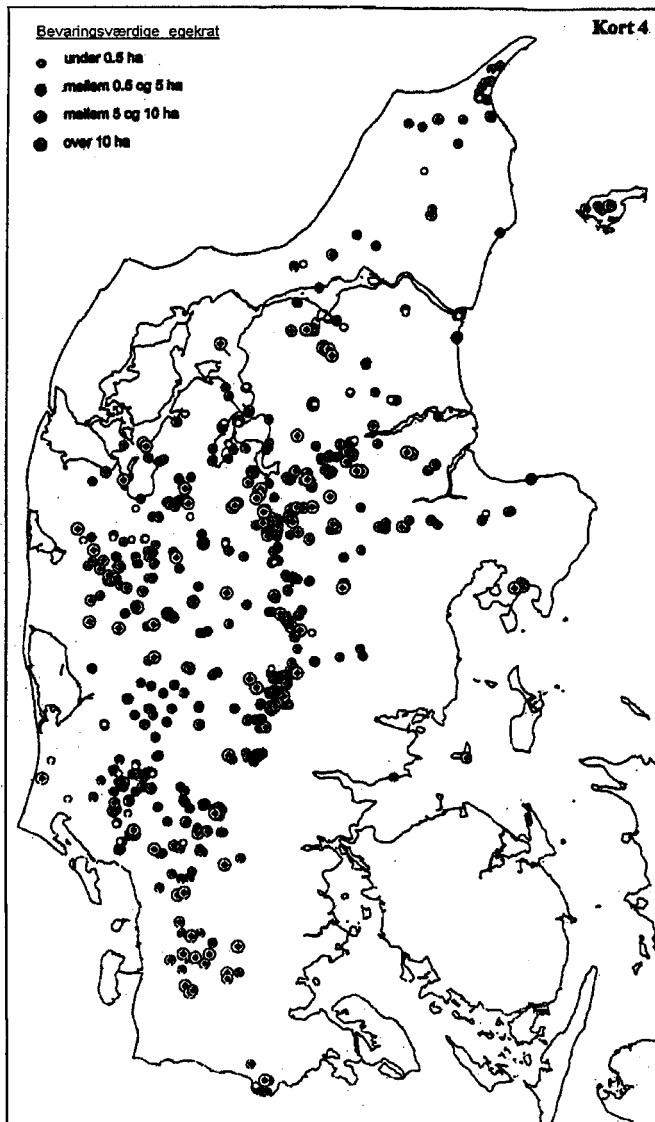 Bevaringsværdige egekrat
under 0.5 ha
mellem 0.5 og 5 ha
mellem 5 og 10 ha
over 10 ha
Kort 4